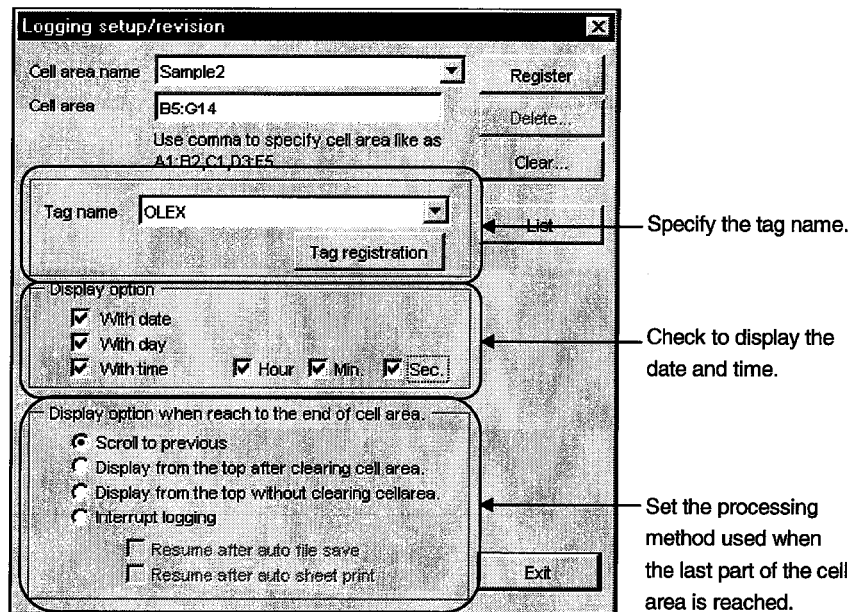 Logging setup/revision
Cell area name Sample2 Register
Cell area B5:G14 Delete...
Use comma to specify cell area like as
A1:B2,C1,D3:E5 Clear...
Tag name OLEX List
Specify the tag name.
Tag registration
Display option
With date
With day
With time Hour Min. Sec.
Check to display the
date and time.
Display option when reach to the end of cell area.
Scroll to previous
Display from the top after clearing cell area.
Display from the top without clearing cellarea.
Interrupt logging
Resume after auto file save
Resume after auto sheet print
Exit
Set the processing
method used when
the last part of the cell
area is reached.